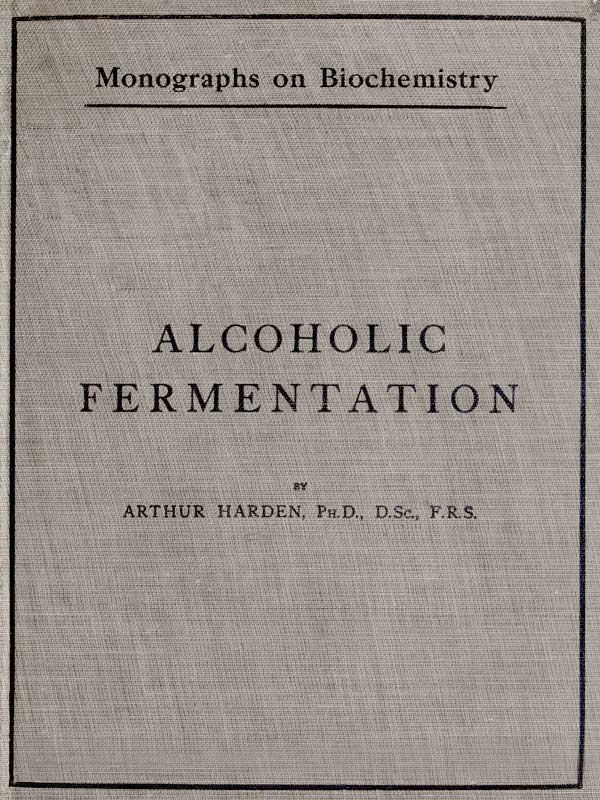 Monographs on Biochemistry
ALCOHOLIC
FERMENTATION
BY
ARTHUR HARDEN, PH.D., D.SC., F.R.S.